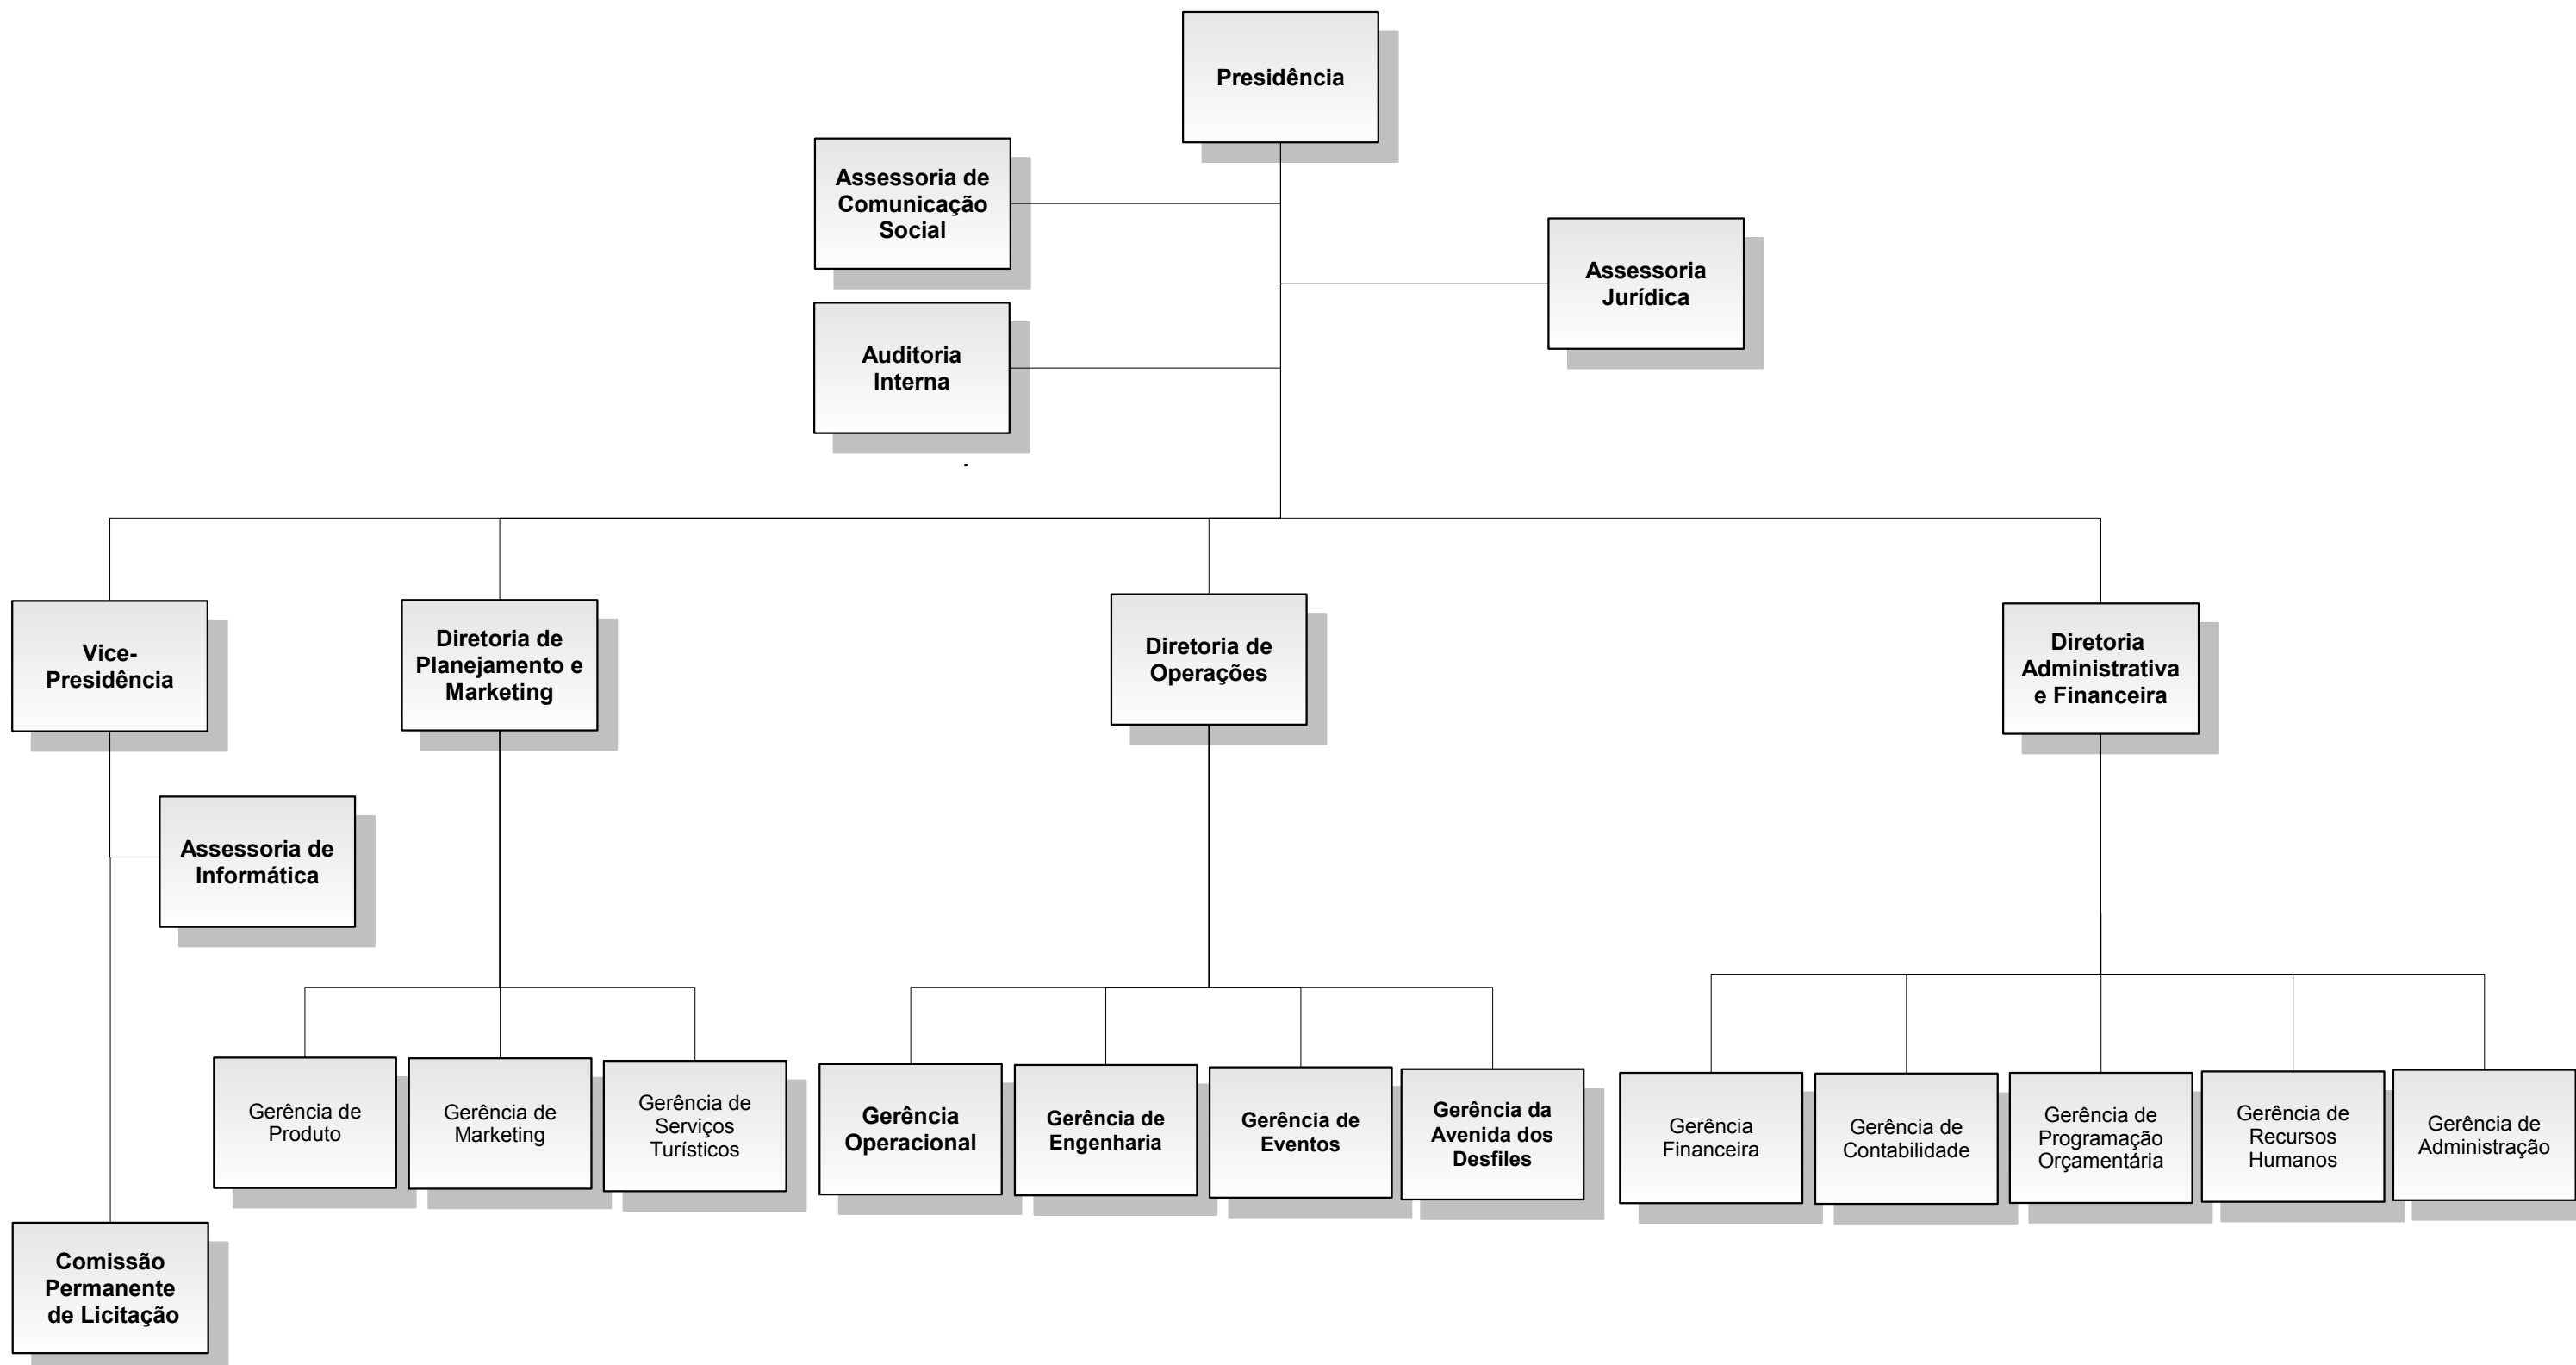 Presidência
Assessoria de
Comunicação
Social
Assessoria
Jurídica
Auditoria
Interna
-
Vice-
Presidência
Diretoria de
Planejamento e
Marketing
Diretoria de
Operações
Diretoria
Administrativa
e Financeira
Assessoria de
Informática
Gerência de
Produto
Gerência de
Marketing
Gerência de
Serviços
Turísticos
Gerência
Operacional
Gerência de
Engenharia
Gerência de
Eventos
Gerência da
Avenida dos
Desfiles
Gerência
Financeira
Gerência de
Contabilidade
Gerência de
Programação
Orçamentária
Gerência de
Recursos
Humanos
Gerência de
Administração
Comissão
Permanente
de Licitação